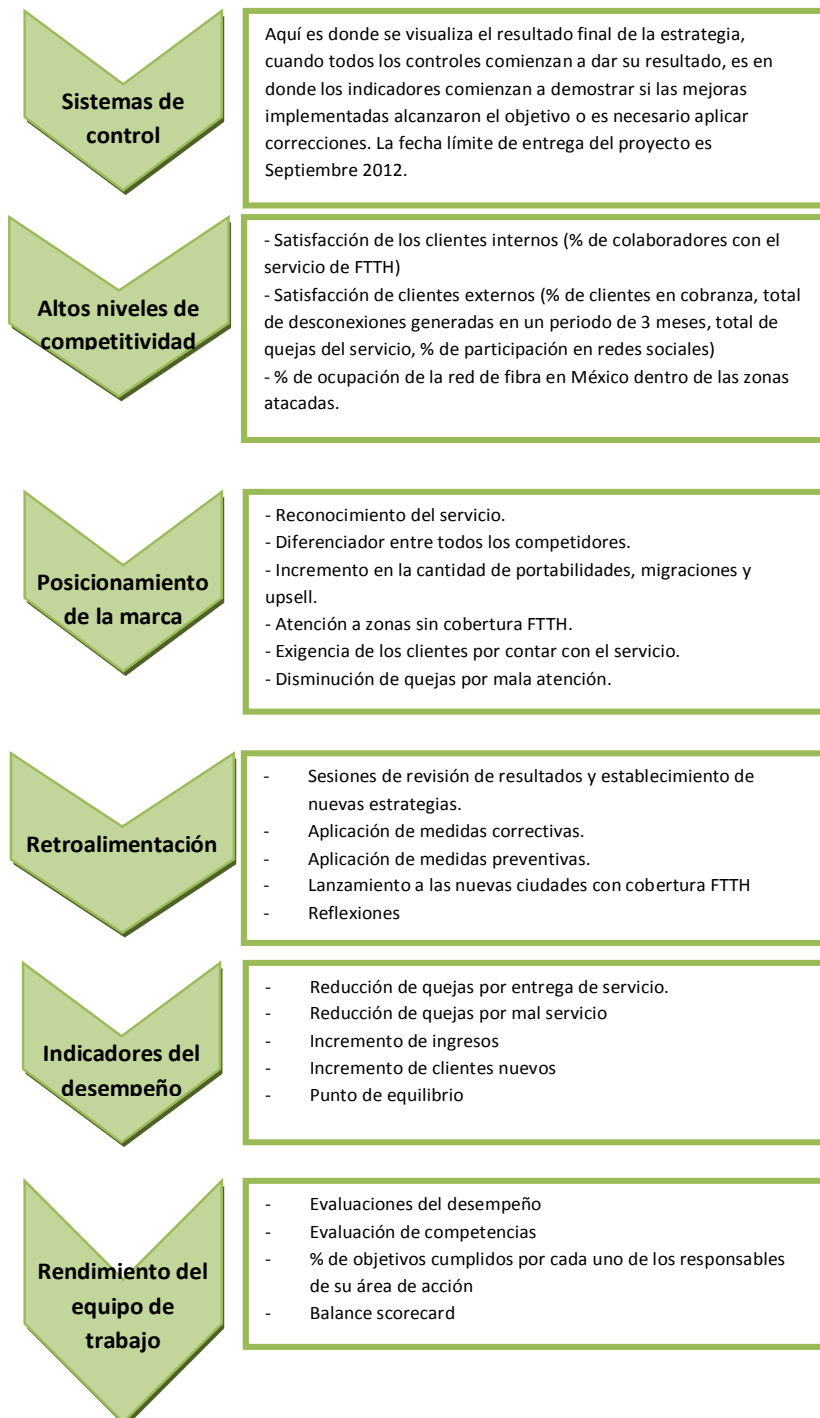 Sistemas de
control
Aquí es donde se visualiza el resultado final de la estrategia,
cuando todos los controles comienzan a dar su resultado, es en
donde los indicadores comienzan a demostrar si las mejoras
implementadas alcanzaron el objetivo o es necesario aplicar
correcciones. La fecha límite de entrega del proyecto es
Septiembre 2012.
Altos niveles de
competitividad
- Satisfacción de los clientes internos (% de colaboradores con el
servicio de FTTH)
- Satisfacción de clientes externos (% de clientes en cobranza, total
de desconexiones generadas en un periodo de 3 meses, total de
quejas del servicio, % de participación en redes sociales)
- % de ocupación de la red de fibra en México dentro de las zonas
atacadas.
Posicionamiento
de la marca
- Reconocimiento del servicio.
- Diferenciador entre todos los competidores.
- Incremento en la cantidad de portabilidades, migraciones y
upsell.
- Atención a zonas sin cobertura FTTH.
- Exigencia de los clientes por contar con el servicio.
- Disminución de quejas por mala atención.
Retroalimentación
- Sesiones de revisión de resultados y establecimiento de
nuevas estrategias.
- Aplicación de medidas correctivas.
- Aplicación de medidas preventivas.
- Lanzamiento a las nuevas ciudades con cobertura FTTH
- Reflexiones
Indicadores del
desempeño
- Reducción de quejas por entrega de servicio.
- Reducción de quejas por mal servicio
- Incremento de ingresos
- Incremento de clientes nuevos
- Punto de equilibrio
Rendimiento del
equipo de
trabajo
- Evaluaciones del desempeño
- Evaluación de competencias
- % de objetivos cumplidos por cada uno de los responsables
de su área de acción
- Balance scorecard